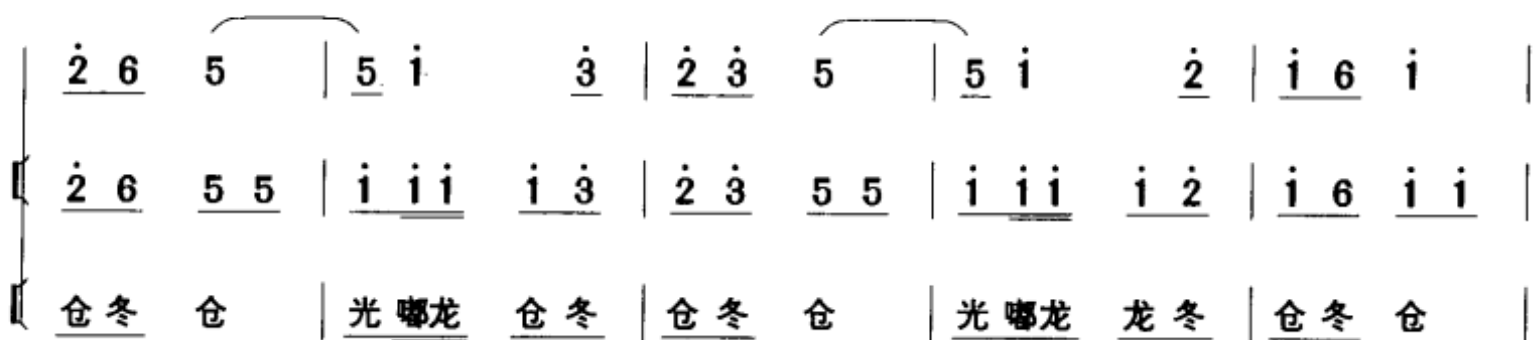 2̇ 6 5 | 5 1̇ 3̇ | 2̇ 3̇ 5 | 5 1̇ 2̇ | 1̇ 6 1̇ |
2̇ 6 5 5 | 1̇ 1̇ 1̇ 1̇ 3̇ | 2̇ 3̇ 5 5 | 1̇ 1̇ 1̇ 1̇ 2̇ | 1̇ 6 1̇ 1̇ |
仓冬 仓 | 光嘟龙 仓冬 | 仓冬 仓 | 光嘟龙 龙冬 | 仓冬 仓 |